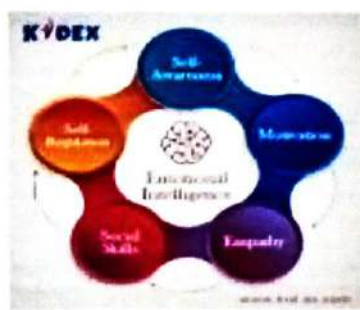 KIDEX
Self-
Awareness
Self-
Regulation
Motivation
Emotional
Intelligence
Social
Skills
Empathy